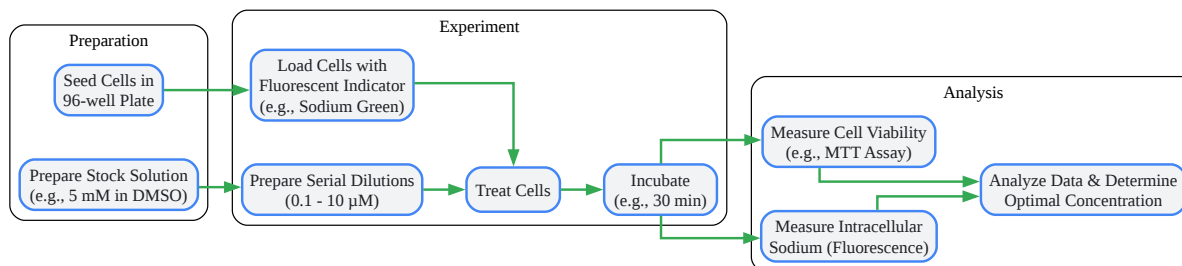 Preparation
Seed Cells in
96-well Plate
Prepare Stock Solution
(e.g., 5 mM in DMSO)
Experiment
Load Cells with
Fluorescent Indicator
(e.g., Sodium Green)
Prepare Serial Dilutions
(0.1 - 10 µM)
Treat Cells
Incubate
(e.g., 30 min)
Analysis
Measure Cell Viability
(e.g., MTT Assay)
Measure Intracellular
Sodium (Fluorescence)
Analyze Data & Determine
Optimal Concentration